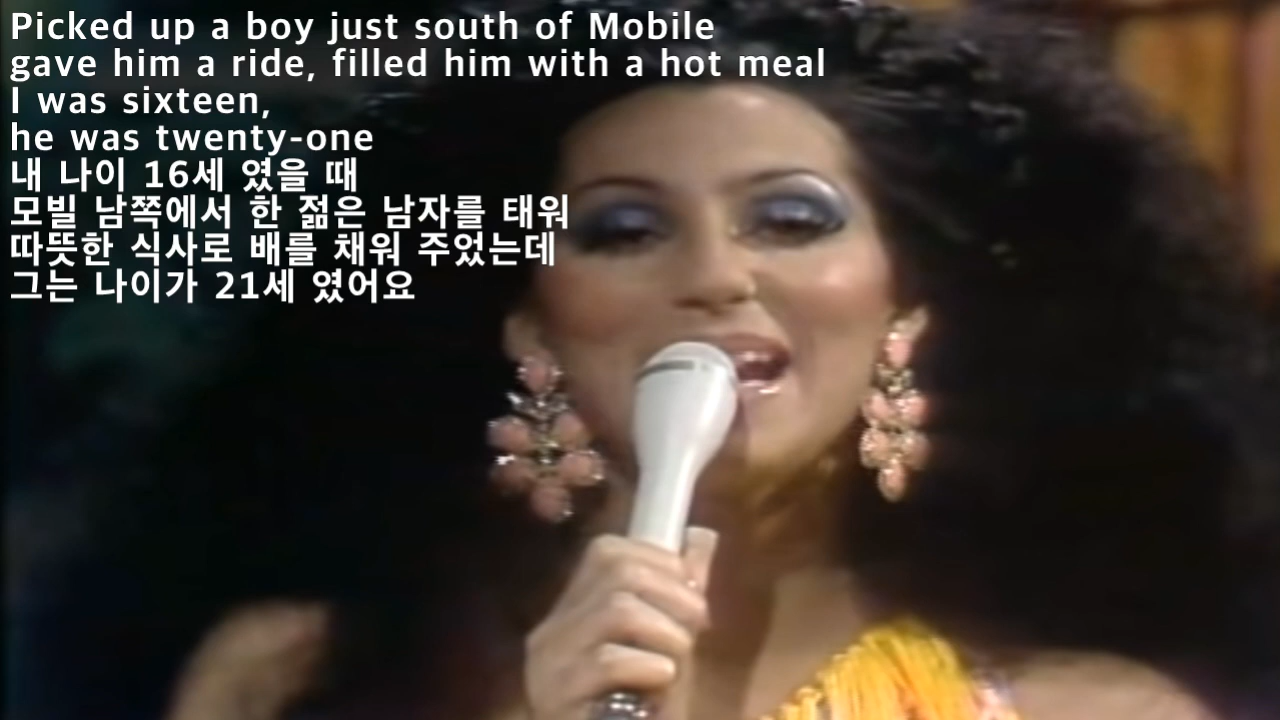 Picked up a boy just south of Mobile
gave him a ride, filled him with a hot meal
I was sixteen,
he was twenty-one
내 나이 16세 였을 때
모빌 남쪽에서 한 젊은 남자를 태워
따뜻한 식사로 배를 채워 주었는데
그는 나이가 21세 였어요